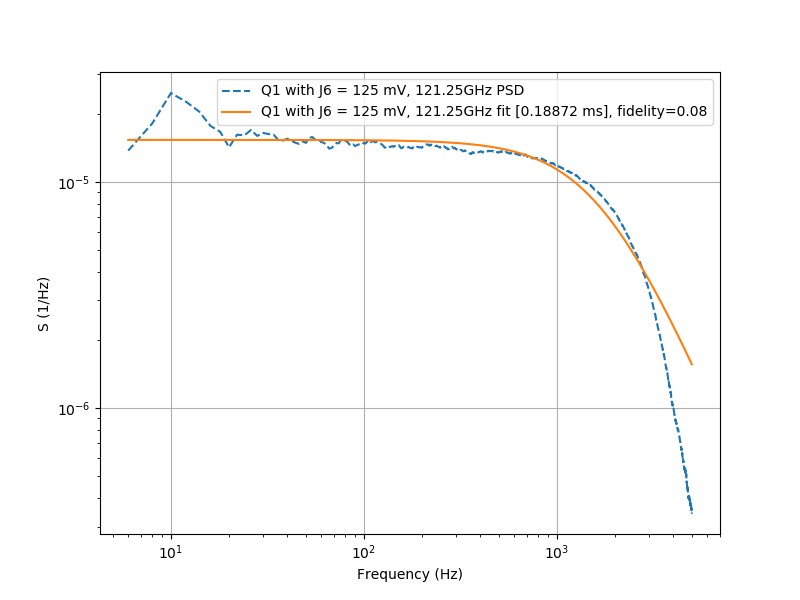 Q1 with J6 = 125 mV, 121.25GHz PSD
Q1 with J6 = 125 mV, 121.25GHz fit [0.18872 ms], fidelity=0.08
S (1/Hz)
10⁻⁵
10⁻⁶
10¹ 10² 10³
Frequency (Hz)